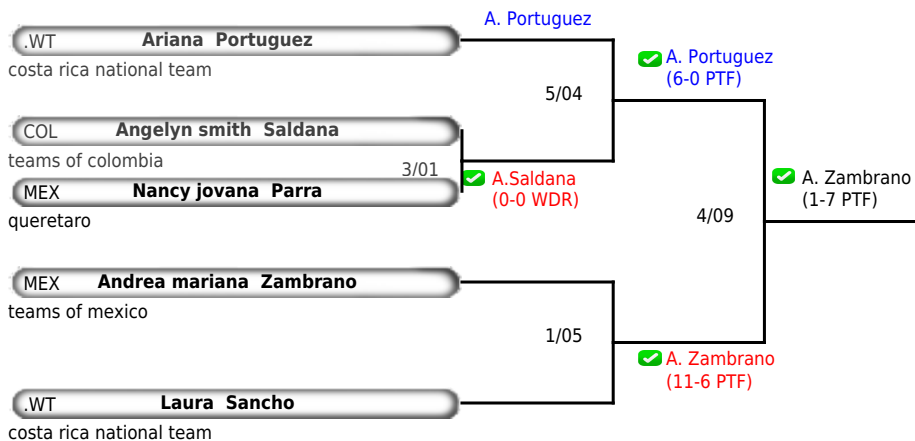 A. Portuguez
.WT Ariana Portuguez
costa rica national team
A. Portuguez
(6-0 PTF)
5/04
COL Angelyn smith Saldana
teams of colombia
3/01
A.Saldana
(0-0 WDR)
MEX Nancy jovana Parra
queretaro
A. Zambrano
(1-7 PTF)
4/09
MEX Andrea mariana Zambrano
teams of mexico
1/05
A. Zambrano
(11-6 PTF)
.WT Laura Sancho
costa rica national team